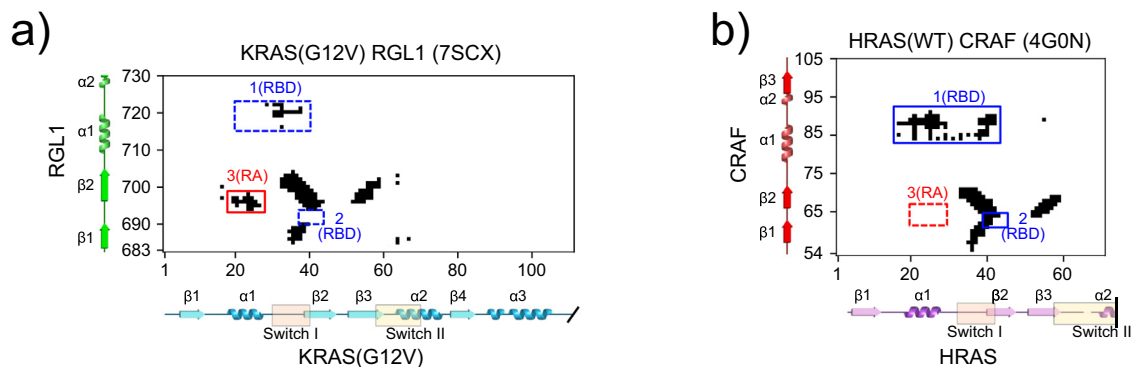 a)
KRAS(G12V) RGL1 (7SCX)
RGL1
α2
α1
β2
β1
730
720
710
700
690
683
1(RBD)
3(RA)
2
(RBD)
1 20 40 60 80 100
β1 α1 β2 β3 α2 β4 α3
Switch I Switch II
KRAS(G12V)
b)
HRAS(WT) CRAF (4G0N)
CRAF
β3
α2
α1
β2
β1
105
95
85
75
65
54
1(RBD)
3(RA)
2
(RBD)
1 20 40 60
β1 α1 β2 β3 α2
Switch I Switch II
HRAS